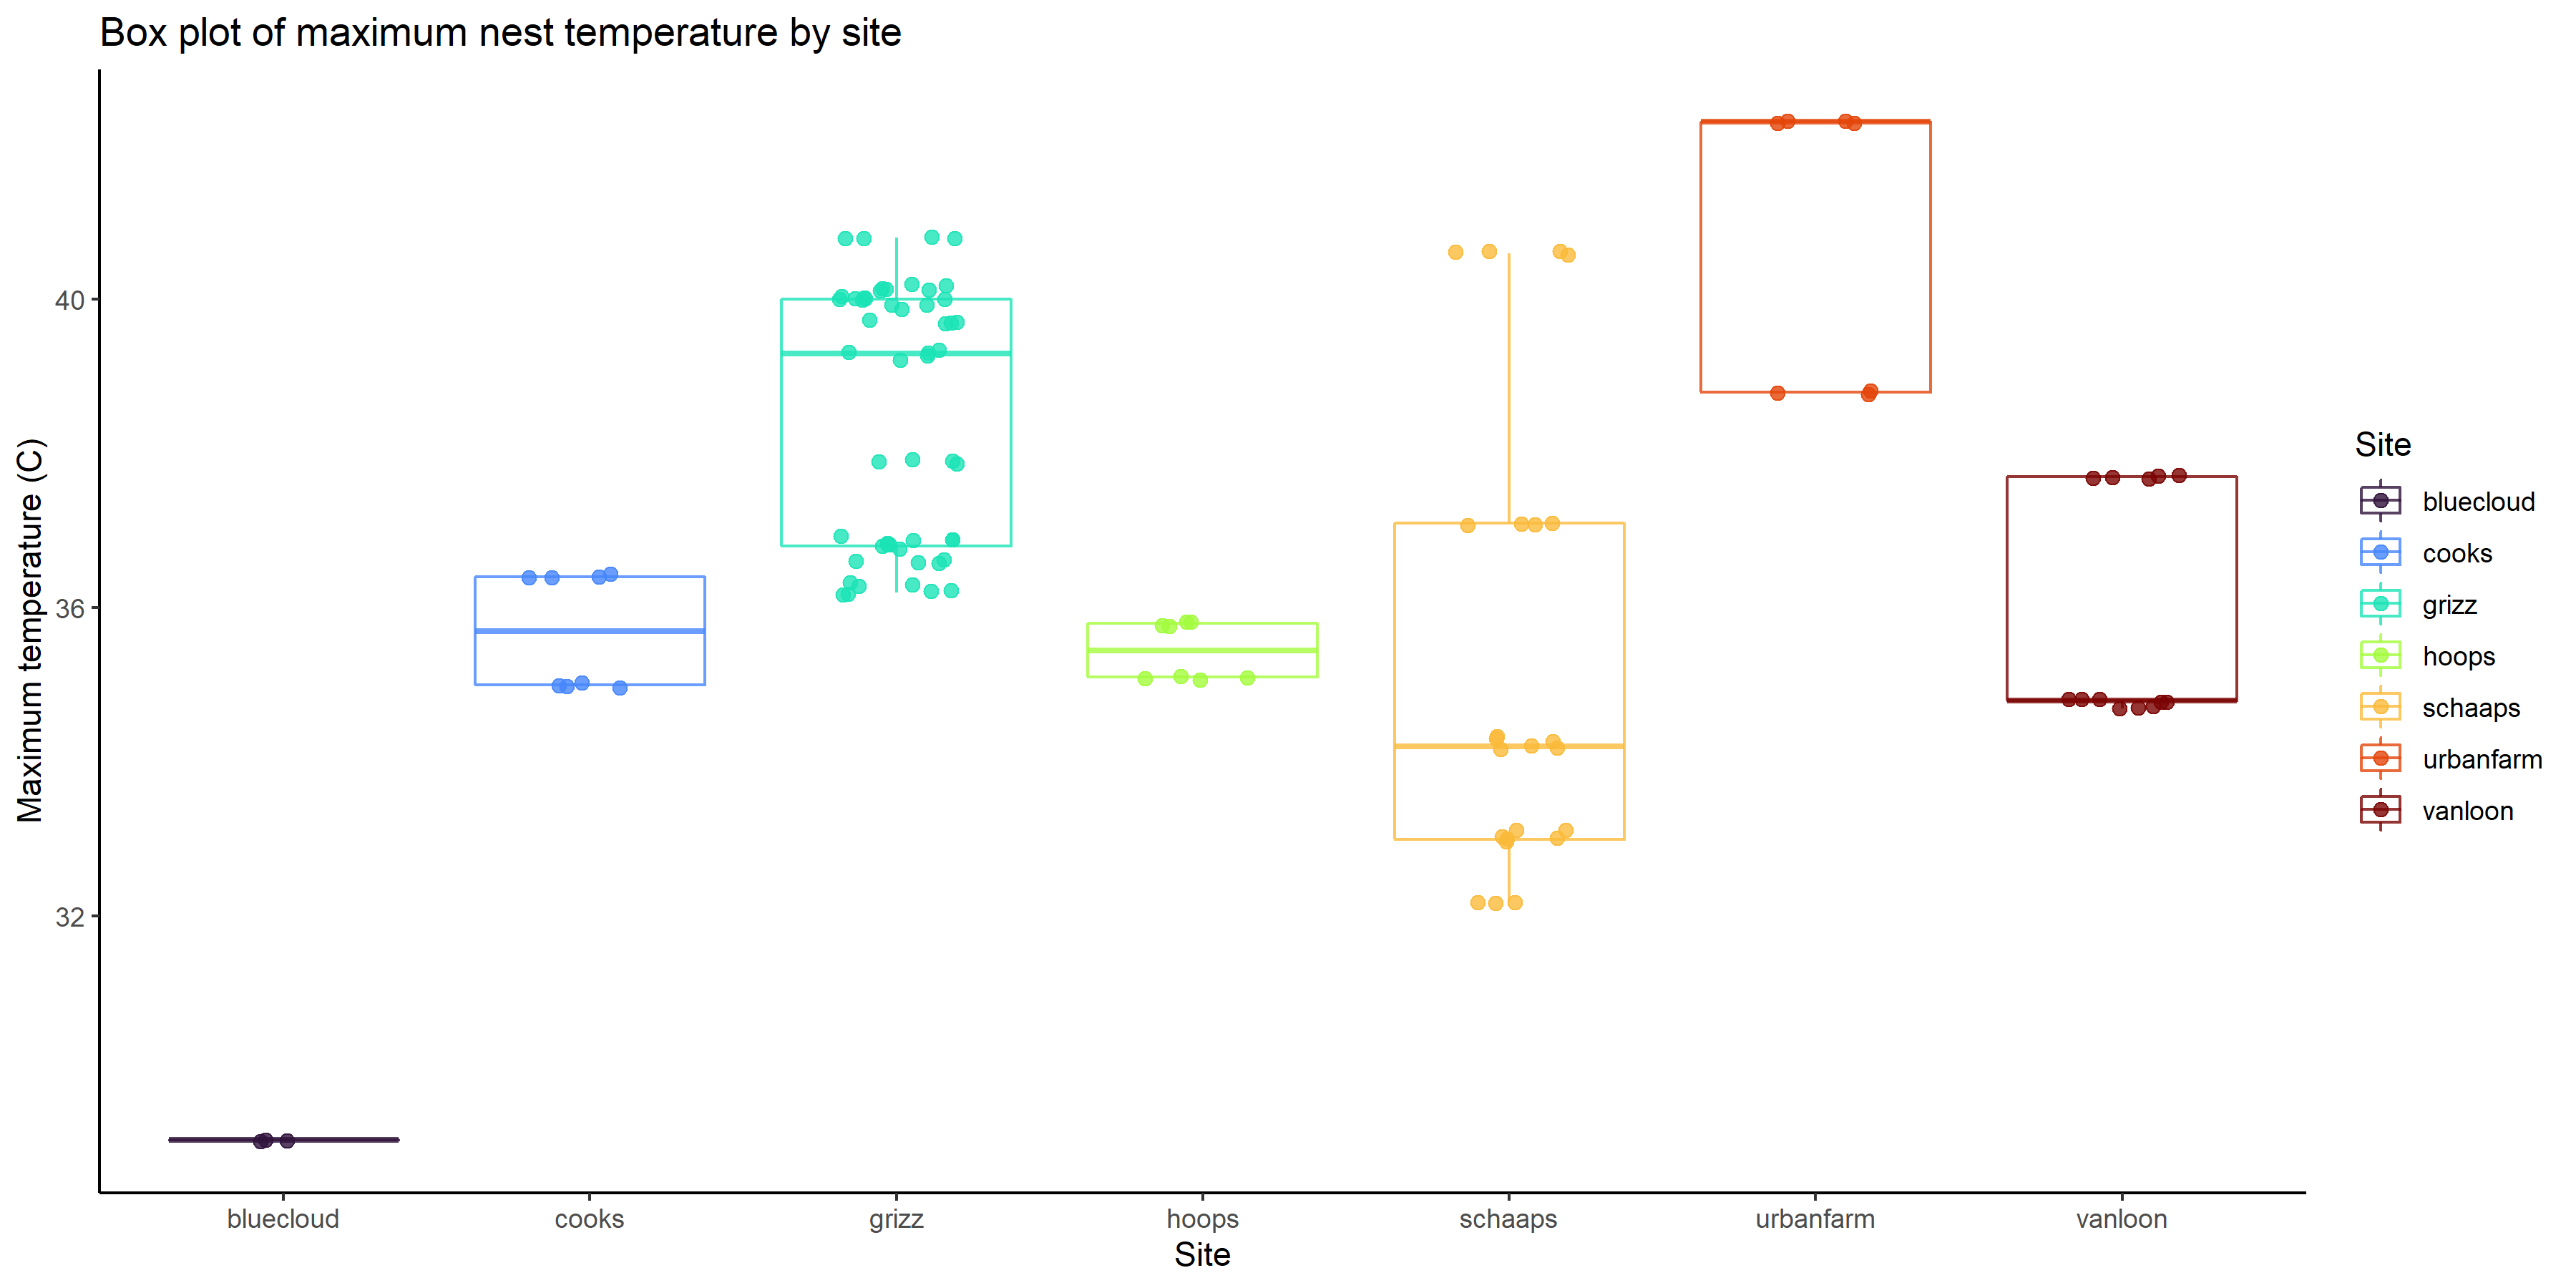 Box plot of maximum nest temperature by site
Maximum temperature (C)
40
36
32
bluecloud
cooks
grizz
hoops
schaaps
urbanfarm
vanloon
Site
Site
bluecloud
cooks
grizz
hoops
schaaps
urbanfarm
vanloon